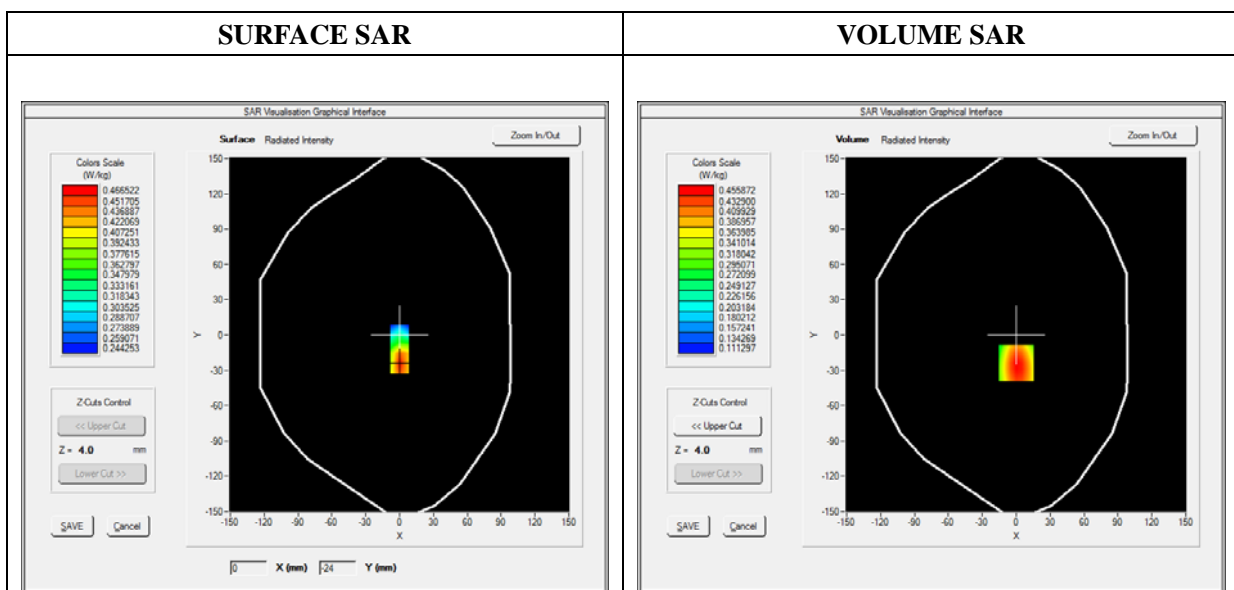 SURFACE SAR
VOLUME SAR
SAR Visualisation Graphical Interface
Surface Radiated Intensity
Zoom In/Out
Colors Scale
(W/kg)
0.466522
0.451705
0.436887
0.422069
0.407251
0.392433
0.377615
0.362797
0.347979
0.333161
0.318343
0.303525
0.288707
0.273889
0.259071
0.244253
Z-Cuts Control
<< Upper Cut
Z = 4.0 mm
Lower Cut >>
SAVE Cancel
150
120
90
60
30
0
-30
-60
-90
-120
-150
Y
-150 -120 -90 -60 -30 0 30 60 90 120 150
X
0 X (mm) -24 Y (mm)
SAR Visualisation Graphical Interface
Volume Radiated Intensity
Zoom In/Out
Colors Scale
(W/kg)
0.455872
0.432900
0.409929
0.386957
0.363985
0.341014
0.318042
0.295071
0.272099
0.249127
0.226156
0.203184
0.180212
0.157241
0.134269
0.111297
Z-Cuts Control
<< Upper Cut
Z = 4.0 mm
Lower Cut >>
SAVE Cancel
150
120
90
60
30
0
-30
-60
-90
-120
-150
Y
-150 -120 -90 -60 -30 0 30 60 90 120 150
X